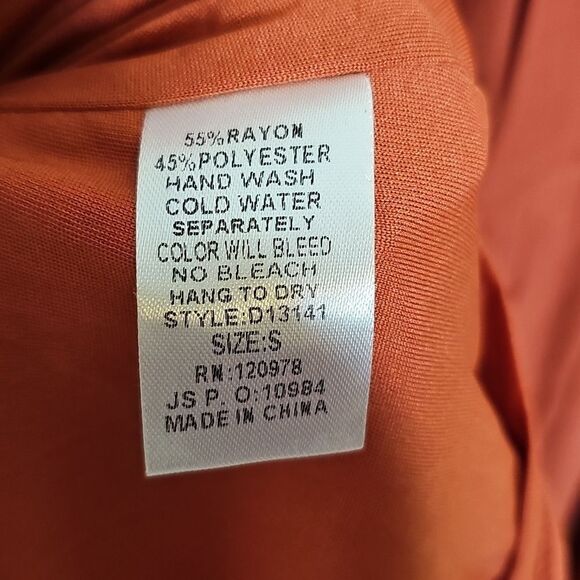 55%RAYON
45%POLYESTER
HAND WASH
COLD WATER
SEPARATELY
COLOR WILL BLEED
NO BLEACH
HANG TO DRY
STYLE:D13141
SIZE:S
RN:120978
JS P. O:10984
MADE IN CHINA